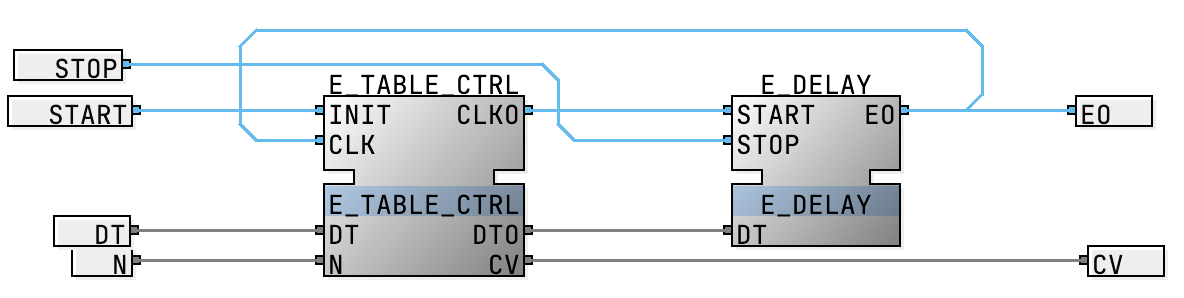 STOP
E_TABLE_CTRL
E_DELAY
START
INIT
CLKO
START
EO
EO
CLK
STOP
E_TABLE_CTRL
E_DELAY
DT
DT
DTO
DT
N
N
CV
CV